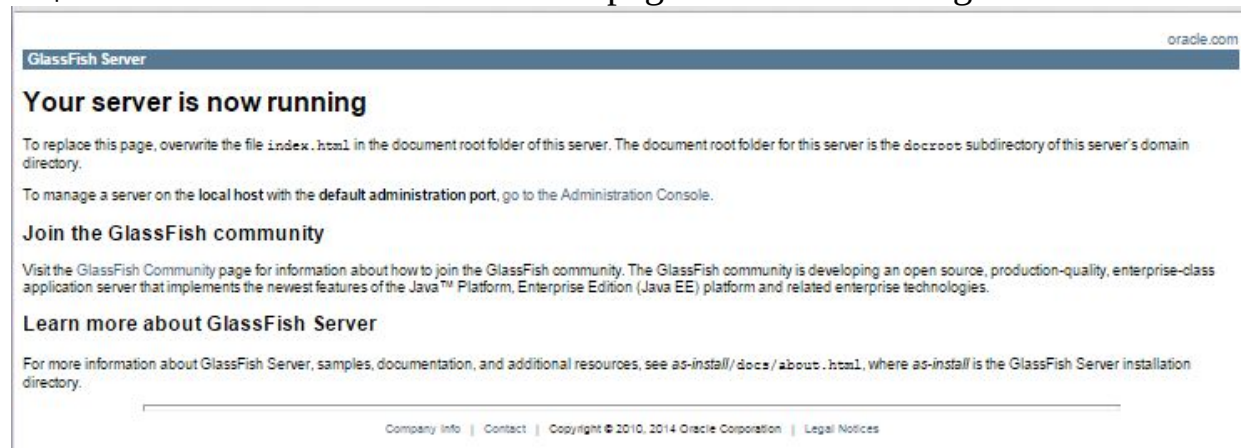 oracle.com
GlassFish Server
Your server is now running
To replace this page, overwrite the file index.html in the document root folder of this server. The document root folder for this server is the docroot subdirectory of this server's domain
directory.
To manage a server on the local host with the default administration port, go to the Administration Console.
Join the GlassFish community
Visit the GlassFish Community page for information about how to join the GlassFish community. The GlassFish community is developing an open source, production-quality, enterprise-class
application server that implements the newest features of the Java™ Platform, Enterprise Edition (Java EE) platform and related enterprise technologies.
Learn more about GlassFish Server
For more information about GlassFish Server, samples, documentation, and additional resources, see as-install/docs/about.html, where as-install is the GlassFish Server installation
directory.
Company Info | Contact | Copyright © 2010, 2014 Oracle Corporation | Legal Notices